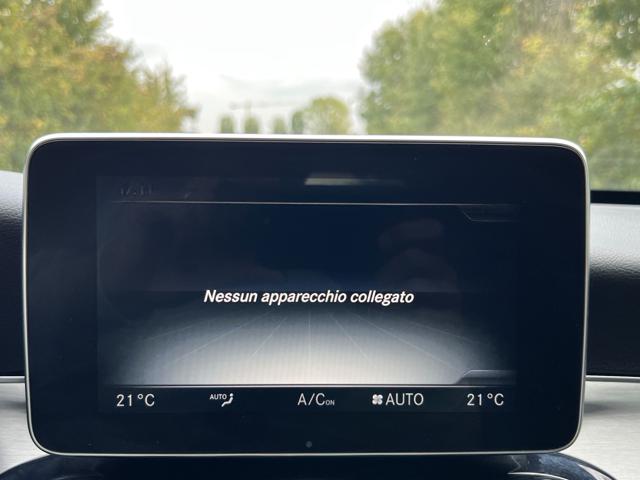 Nessun apparecchio collegato
21°C AUTO A/C ON AUTO 21°C